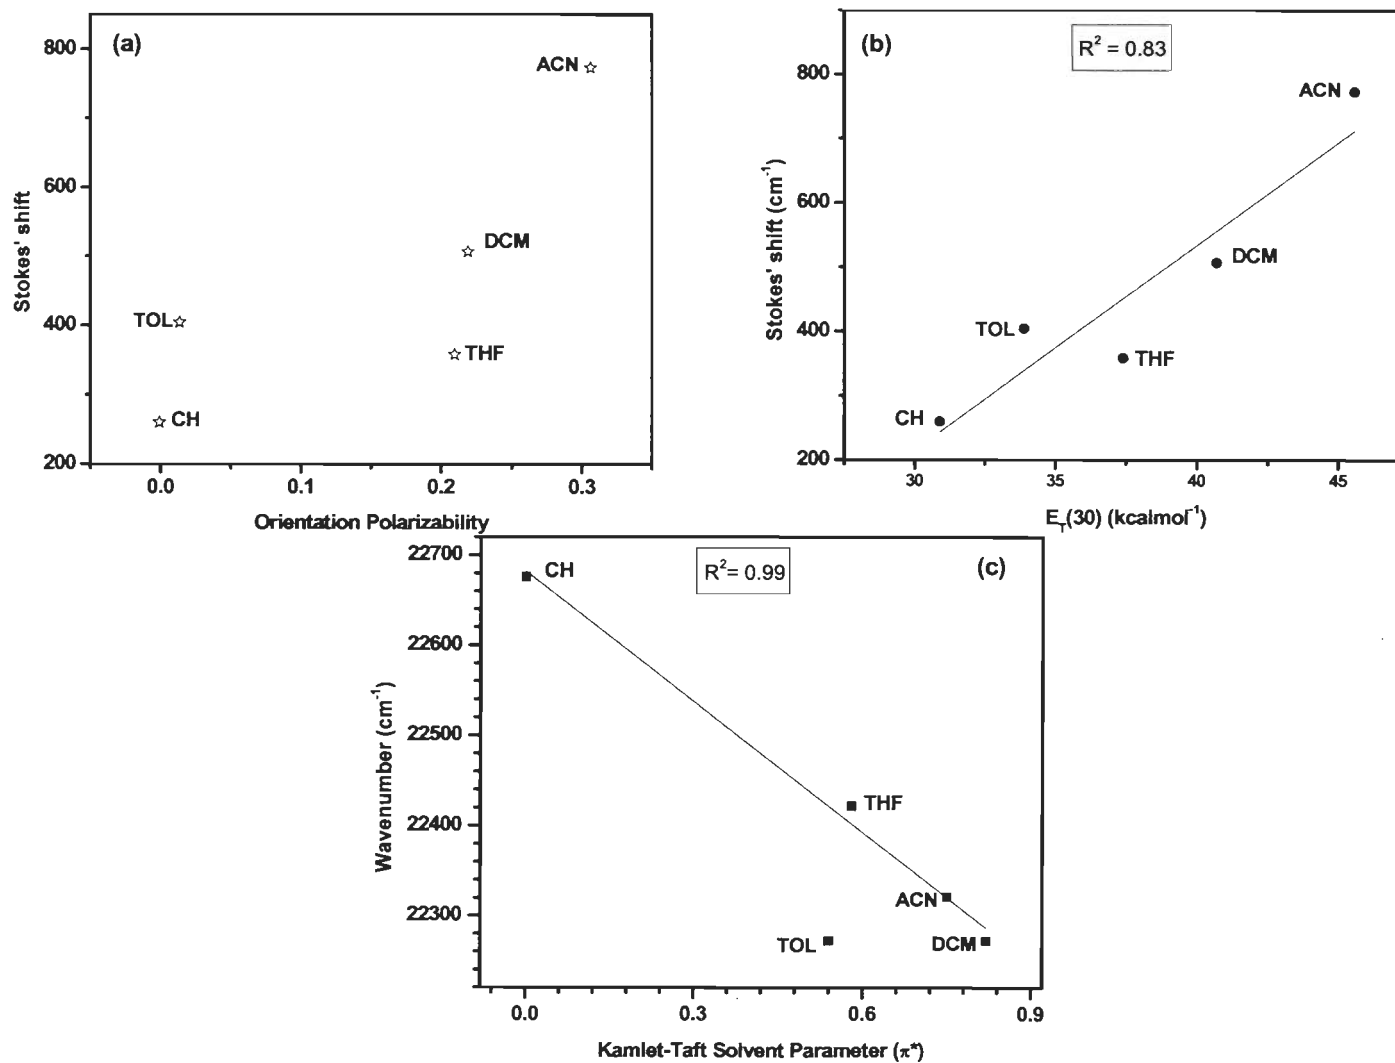 (a)
800
600
400
200
Stokes' shift
ACN
DCM
TOL
THF
CH
0.0 0.1 0.2 0.3
Orientation Polarizability
(b)
R² = 0.83
800
600
400
200
Stokes' shift (cm⁻¹)
ACN
DCM
TOL
THF
CH
30 35 40 45
E_T(30) (kcalmol⁻¹)
(c)
R²= 0.99
22700
22600
22500
22400
22300
Wavenumber (cm⁻¹)
CH
THF
ACN
TOL
DCM
0.0 0.3 0.6 0.9
Kamlet-Taft Solvent Parameter (π*)